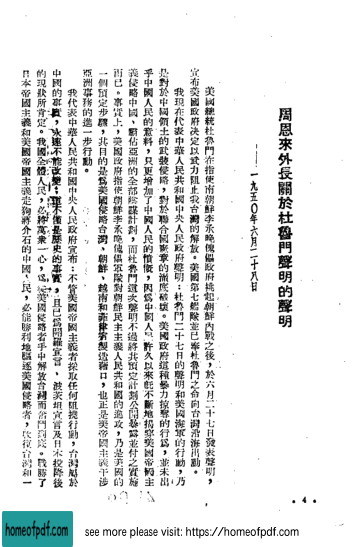 周恩來外長關於杜魯門聲明的聲明
——一九五〇年六月二十八日
美國總統杜魯門在指使南朝鮮李承晚傀儡政府挑起朝鮮內戰之後，於六月二十七日發表聲明，
宣布美國政府決定以武力阻止我台灣的解放。美國第七艦隊並已奉杜魯門之命向台灣沿海出動。
我現在代表中華人民共和國中央人民政府聲明：杜魯門二十七日的聲明和美國海軍的行動，乃
是對於中國領土的武裝侵略，對於聯合國憲章的徹底破壞。美國政府這種暴力掠奪的行為，並未出
乎中國人民的意料，只更增加了中國人民的憤慨，因為中國人民許久以來即不斷地揭穿美國帝國主
義侵略中國、霸佔亞洲的全部陰謀計劃，而杜魯門這次聲明不過將其預定計劃公開暴露並付之實施
而已。事實上，美國政府指使朝鮮李承晚傀儡軍隊對朝鮮民主主義人民共和國的進攻，乃是美國的
一個預定步驟，其目的是為美國侵略台灣、朝鮮、越南和菲律賓製造藉口，也正是美帝國主義干涉
亞洲事務的進一步行動。
我代表中華人民共和國中央人民政府宣布：不管美國帝國主義者採取任何阻撓行動，台灣屬於
中國的事實，永遠不能改變；這不僅是歷史的事實，且已為開羅宣言、波茨坦宣言及日本投降後
的現狀所肯定。我國全體人民，必將萬眾一心，為從美國侵略者手中解放台灣而奮鬥到底。戰勝了
日本帝國主義和美國帝國主義走狗蔣介石的中國人民，必能勝利地驅逐美國侵略者，收復台灣和一
• 4 •
homeofpdf.com
see more please visit: https://homeofpdf.com